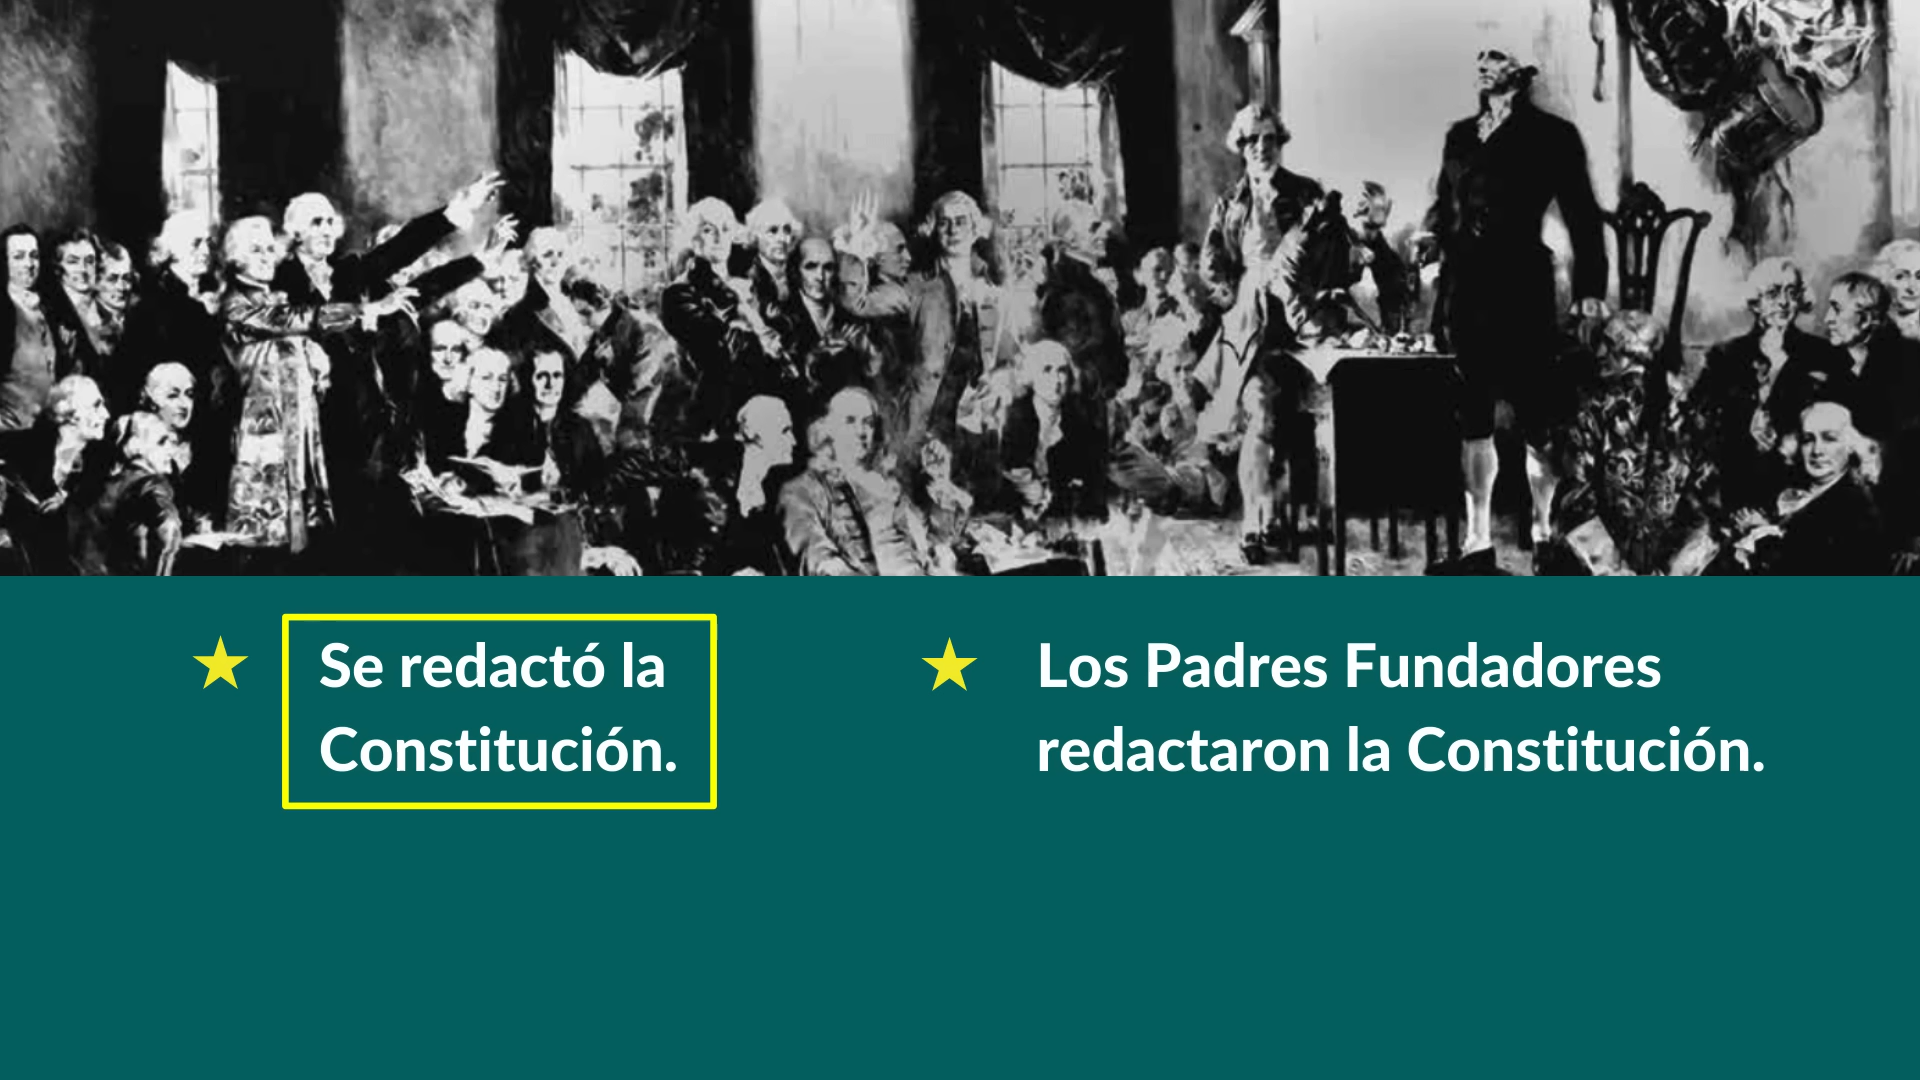 Se redactó la
Constitución.
Los Padres Fundadores
redactaron la Constitución.